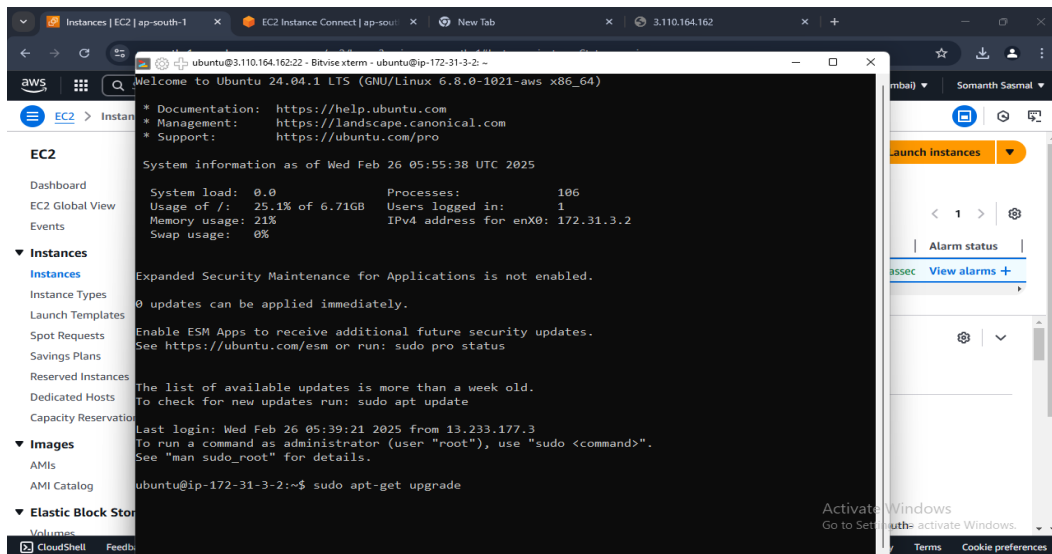 Instances | EC2 | ap-south-1
EC2 Instance Connect | ap-sout
New Tab
3.110.164.162
ubuntu@3.110.164.162:22 - Bitvise xterm - ubuntu@ip-172-31-3-2: ~
aws
mbai)
Somanth Sasmal
EC2 > Instan
Launch instances
EC2
Dashboard
EC2 Global View
Events
Instances
Instances
Instance Types
Launch Templates
Spot Requests
Savings Plans
Reserved Instances
Dedicated Hosts
Capacity Reservation
Images
AMIs
AMI Catalog
Elastic Block Stor
Volumes
Welcome to Ubuntu 24.04.1 LTS (GNU/Linux 6.8.0-1021-aws x86_64)
* Documentation: https://help.ubuntu.com
* Management: https://landscape.canonical.com
* Support: https://ubuntu.com/pro
System information as of Wed Feb 26 05:55:38 UTC 2025
System load: 0.0 Processes: 106
Usage of /: 25.1% of 6.71GB Users logged in: 1
Memory usage: 21% IPv4 address for enX0: 172.31.3.2
Swap usage: 0%
Expanded Security Maintenance for Applications is not enabled.
0 updates can be applied immediately.
Enable ESM Apps to receive additional future security updates.
See https://ubuntu.com/esm or run: sudo pro status
The list of available updates is more than a week old.
To check for new updates run: sudo apt update
Last login: Wed Feb 26 05:39:21 2025 from 13.233.177.3
To run a command as administrator (user "root"), use "sudo <command>".
See "man sudo_root" for details.
ubuntu@ip-172-31-3-2:~$ sudo apt-get upgrade
1
Alarm status
assec View alarms +
Activate Windows
Go to Settings to activate Windows.
CloudShell Feedb
Terms Cookie preferences